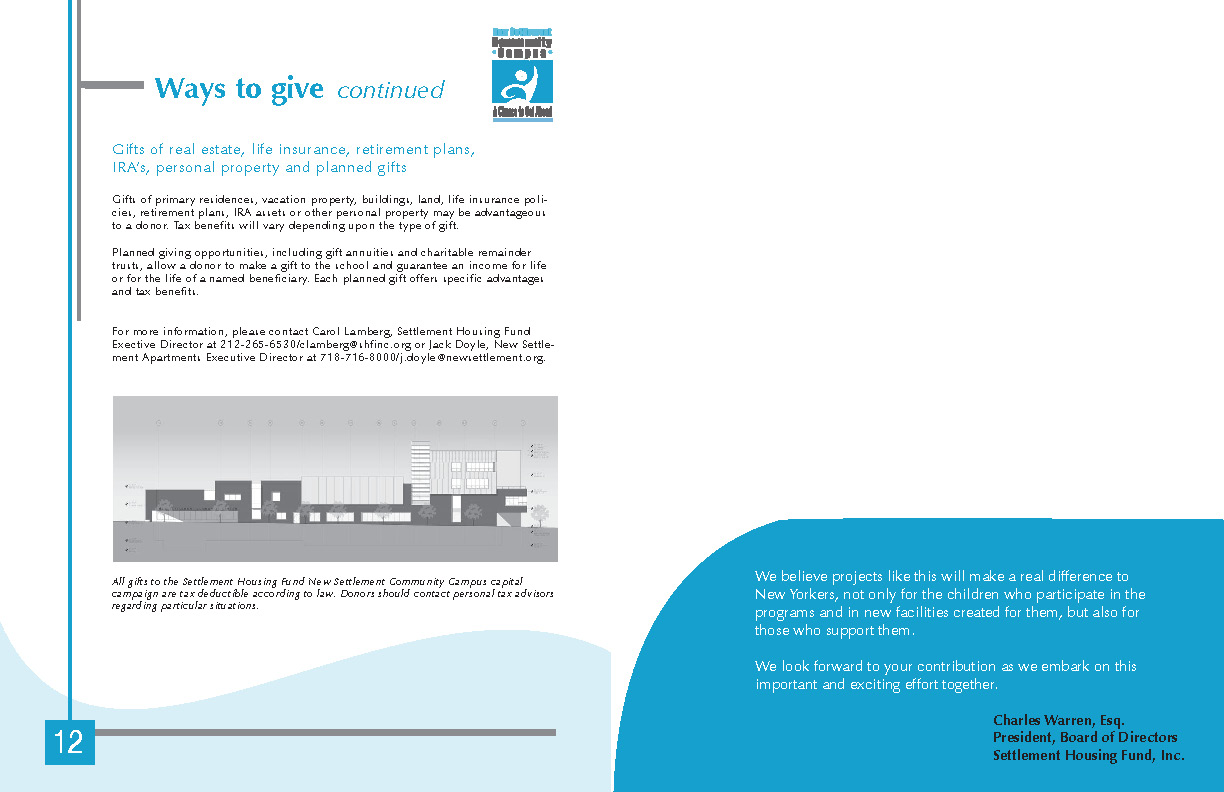 New Settlement
Community
Campus
A Chance to Get Ahead
Ways to give continued
Gifts of real estate, life insurance, retirement plans,
IRA's, personal property and planned gifts
Gifts of primary residences, vacation property, buildings, land, life insurance poli-
cies, retirement plans, IRA assets or other personal property may be advantageous
to a donor. Tax benefits will vary depending upon the type of gift.
Planned giving opportunities, including gift annuities and charitable remainder
trusts, allow a donor to make a gift to the school and guarantee an income for life
or for the life of a named beneficiary. Each planned gift offers specific advantages
and tax benefits.
For more information, please contact Carol Lamberg, Settlement Housing Fund
Exective Director at 212-265-6530/clamberg@shfinc.org or Jack Doyle, New Settle-
ment Apartments Executive Director at 718-716-8000/j.doyle@newsettlement.org.
All gifts to the Settlement Housing Fund New Settlement Community Campus capital
campaign are tax deductible according to law. Donors should contact personal tax advisors
regarding particular situations.
12
We believe projects like this will make a real difference to
New Yorkers, not only for the children who participate in the
programs and in new facilities created for them, but also for
those who support them.
We look forward to your contribution as we embark on this
important and exciting effort together.
Charles Warren, Esq.
President, Board of Directors
Settlement Housing Fund, Inc.